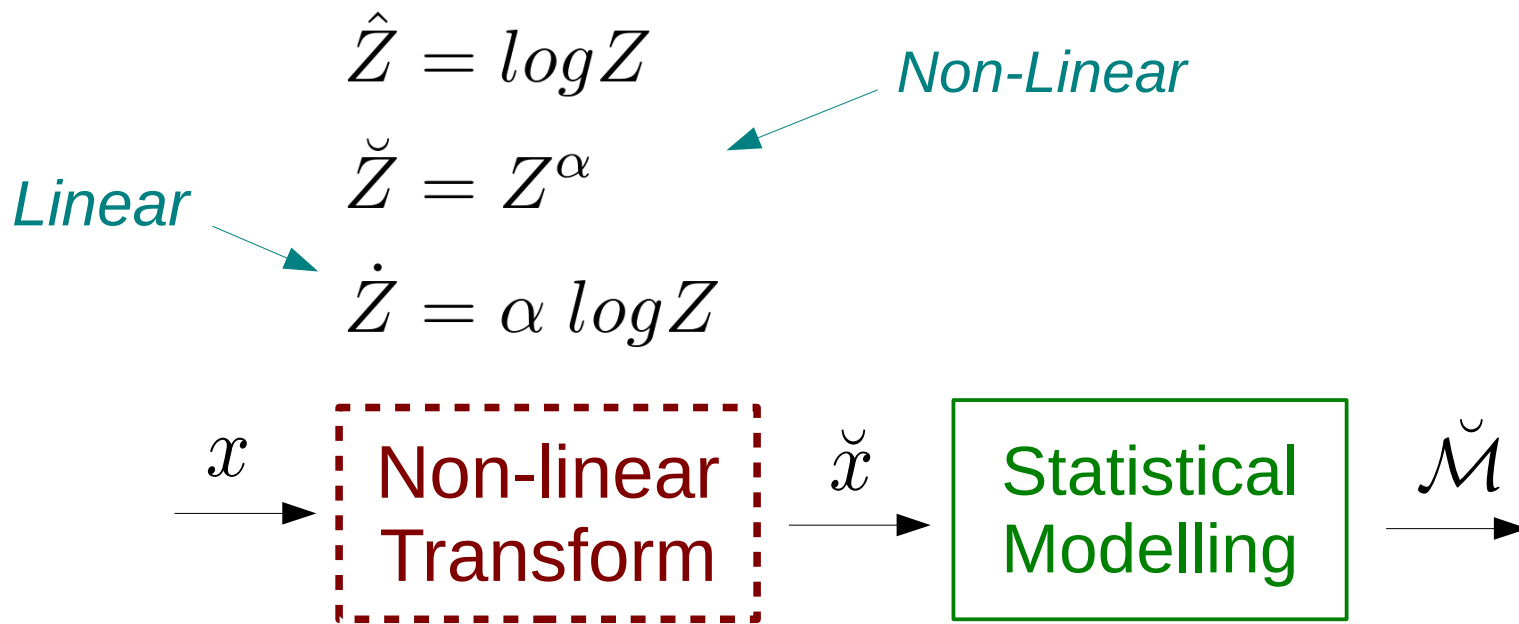 Ẑ = logZ
Non-Linear
Z̆ = Z^α
Linear
Ż = α logZ
x
Non-linear
Transform
x̆
Statistical
Modelling
ℳ̆